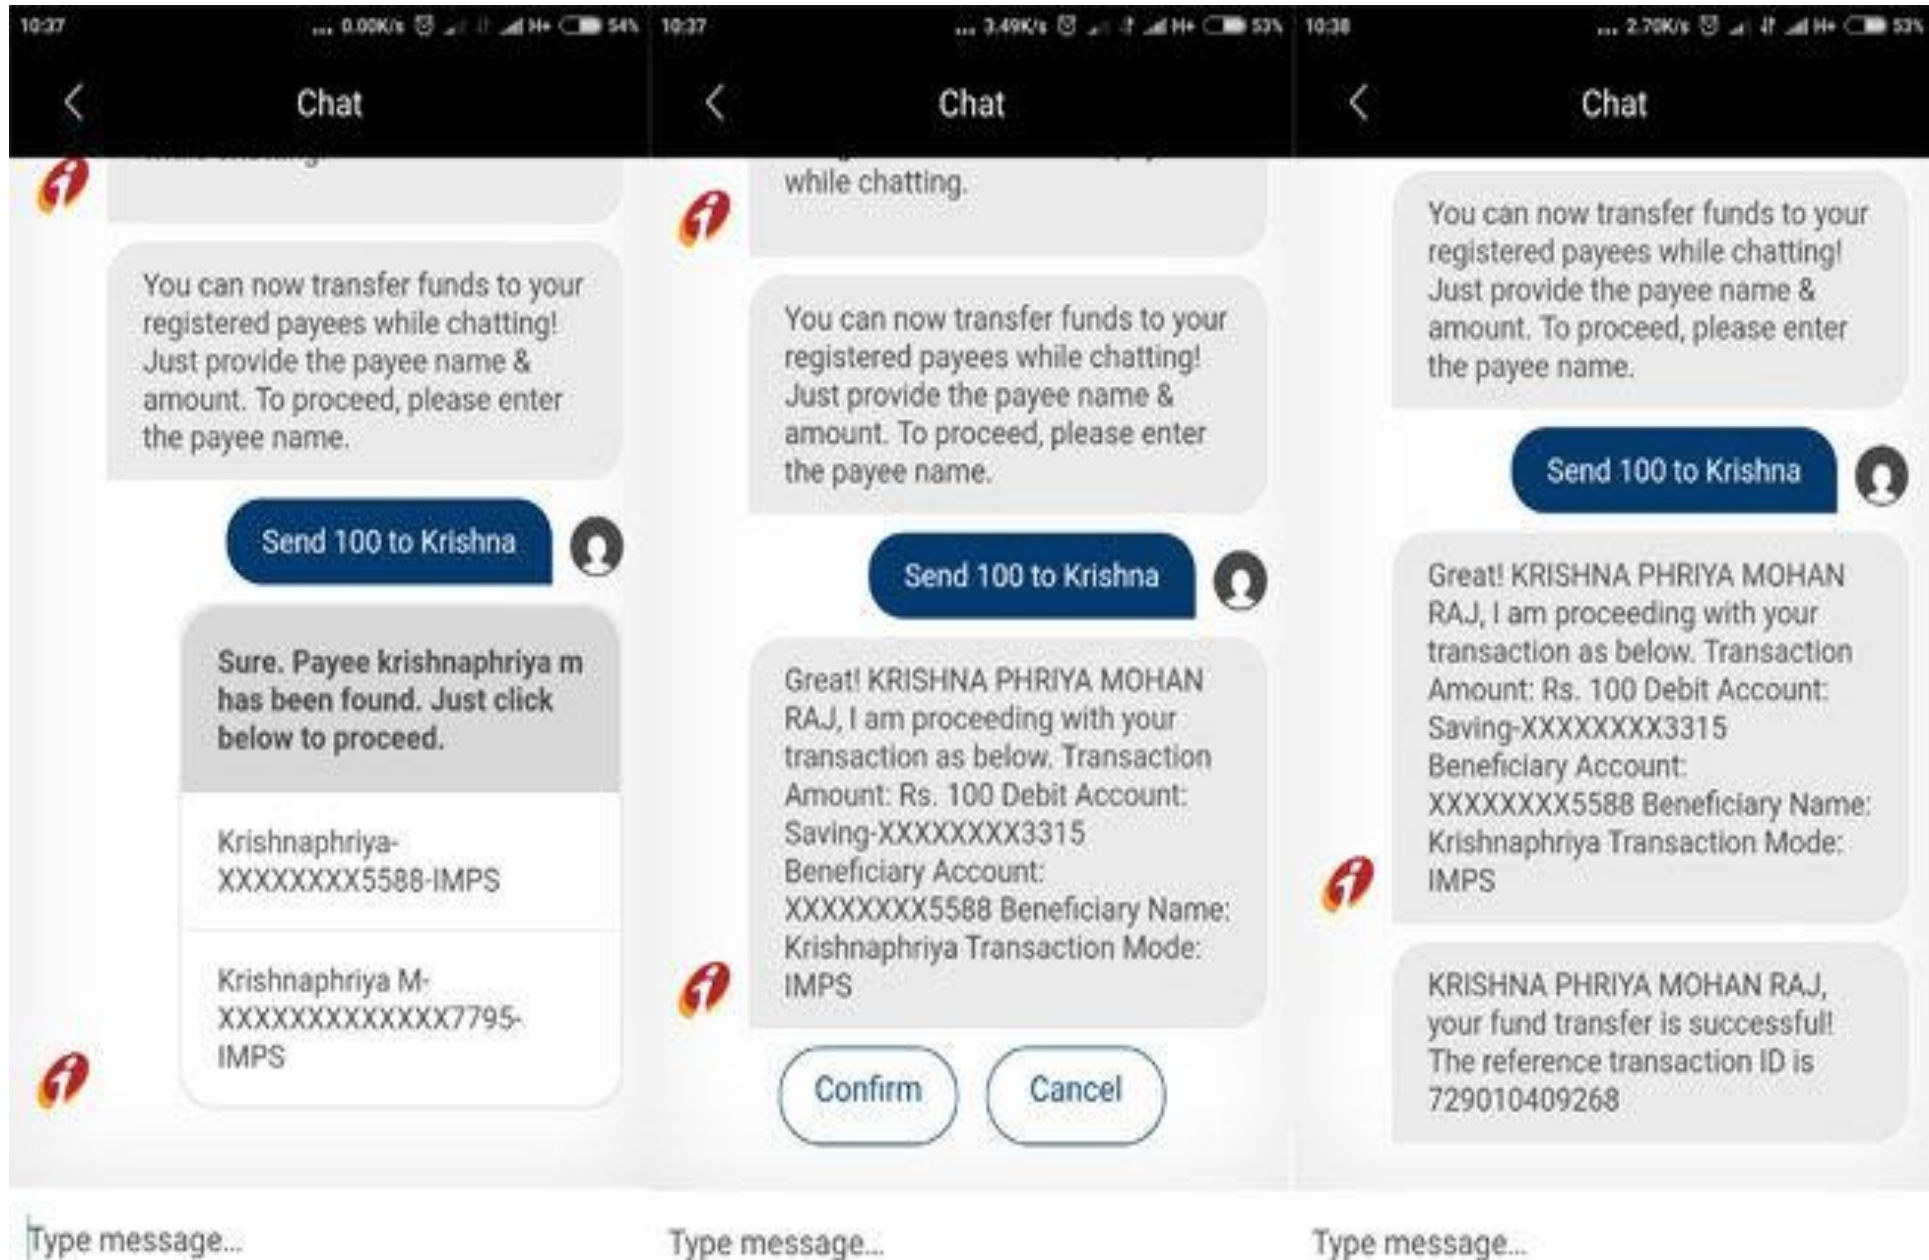 10:37 ... 0.00K/s H+ 54%
Chat
You can now transfer funds to your
registered payees while chatting!
Just provide the payee name &
amount. To proceed, please enter
the payee name.
Send 100 to Krishna
Sure. Payee krishnaphriya m
has been found. Just click
below to proceed.
Krishnaphriya-
XXXXXXXX5588-IMPS
Krishnaphriya M-
XXXXXXXXXXXXX7795-
IMPS
Type message...
10:37 ... 3.49K/s H+ 53%
Chat
while chatting.
You can now transfer funds to your
registered payees while chatting!
Just provide the payee name &
amount. To proceed, please enter
the payee name.
Send 100 to Krishna
Great! KRISHNA PHRIYA MOHAN
RAJ, I am proceeding with your
transaction as below. Transaction
Amount: Rs. 100 Debit Account:
Saving-XXXXXXXX3315
Beneficiary Account:
XXXXXXXX5588 Beneficiary Name:
Krishnaphriya Transaction Mode:
IMPS
Confirm
Cancel
Type message...
10:38 ... 2.70K/s H+ 53%
Chat
You can now transfer funds to your
registered payees while chatting!
Just provide the payee name &
amount. To proceed, please enter
the payee name.
Send 100 to Krishna
Great! KRISHNA PHRIYA MOHAN
RAJ, I am proceeding with your
transaction as below. Transaction
Amount: Rs. 100 Debit Account:
Saving-XXXXXXXX3315
Beneficiary Account:
XXXXXXXX5588 Beneficiary Name:
Krishnaphriya Transaction Mode:
IMPS
KRISHNA PHRIYA MOHAN RAJ,
your fund transfer is successful!
The reference transaction ID is
729010409268
Type message...